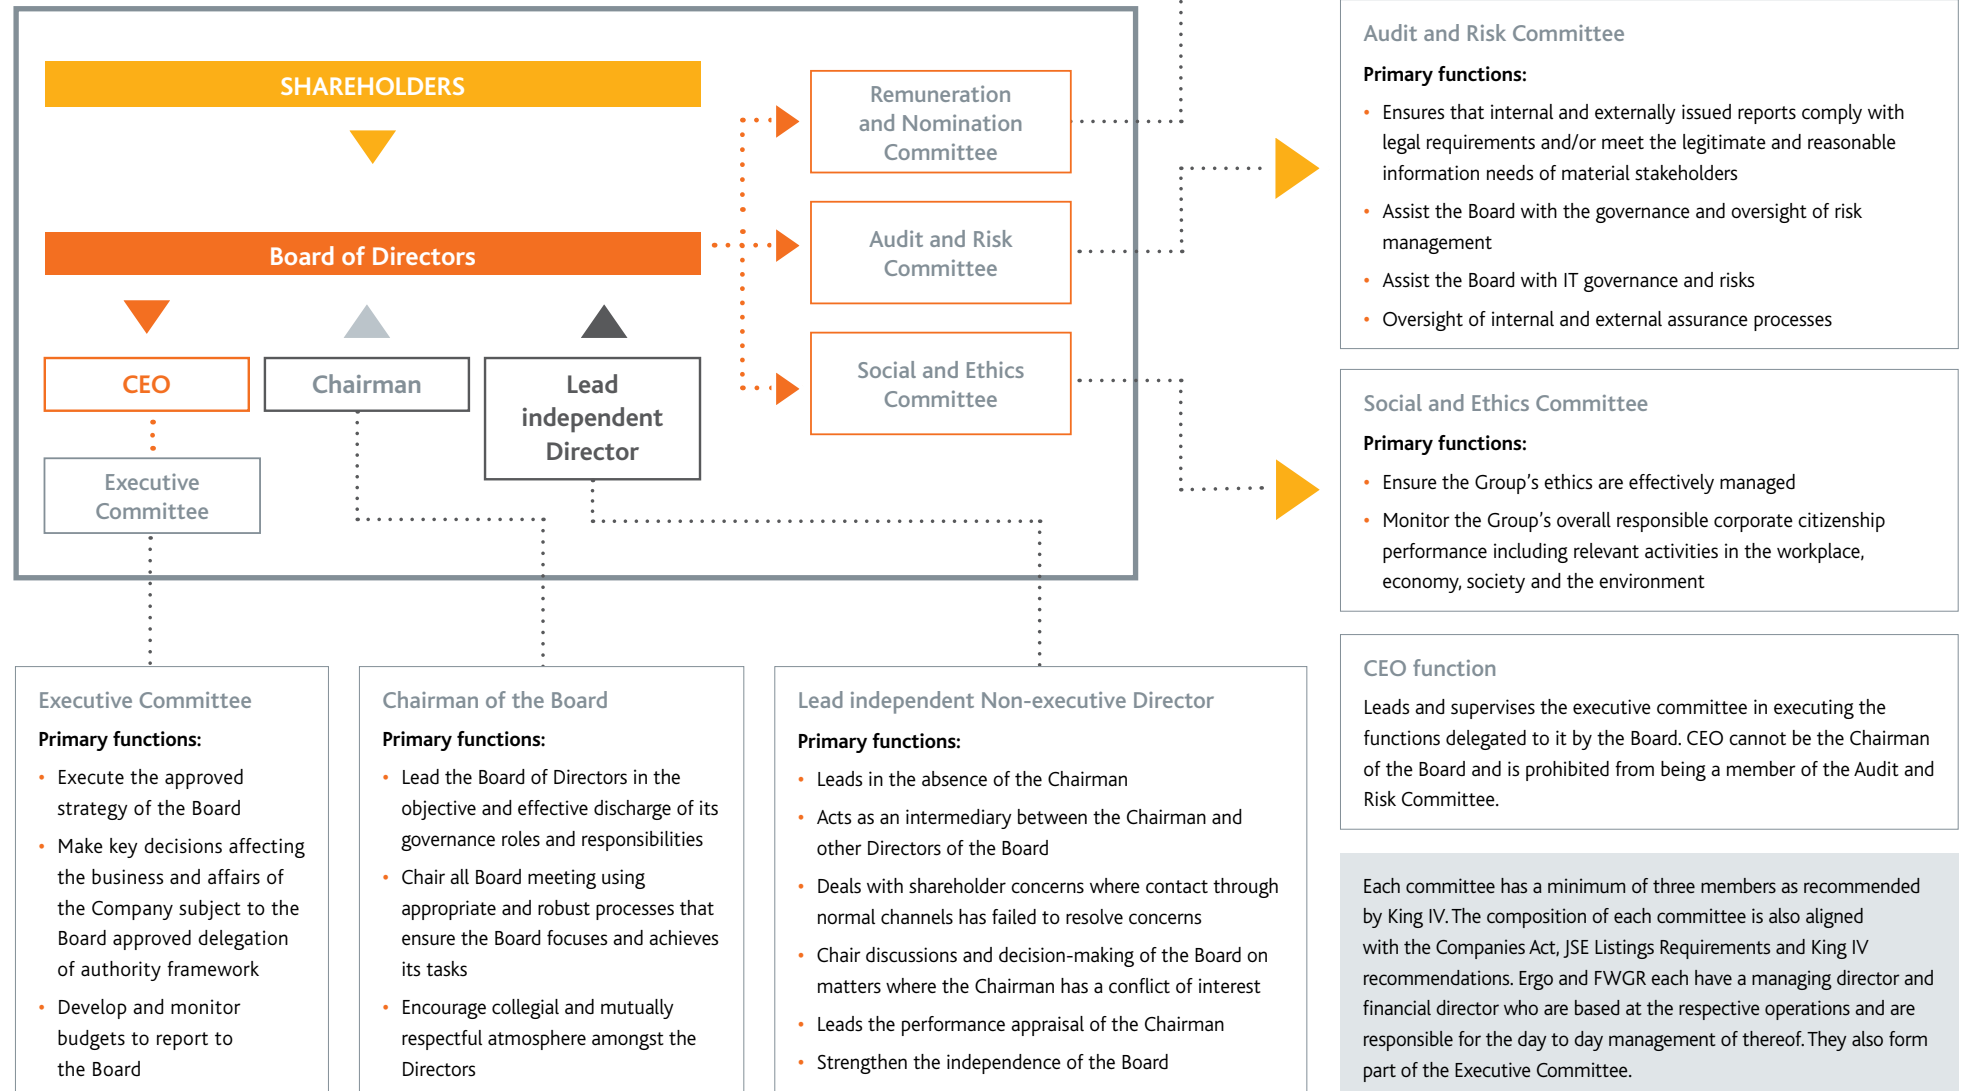 SHAREHOLDERS
Board of Directors
CEO
Chairman
Lead
independent
Director
Executive
Committee
Remuneration
and Nomination
Committee
Audit and Risk
Committee
Social and Ethics
Committee
Executive Committee
Primary functions:
• Execute the approved
strategy of the Board
• Make key decisions affecting
the business and affairs of
the Company subject to the
Board approved delegation
of authority framework
• Develop and monitor
budgets to report to
the Board
Chairman of the Board
Primary functions:
• Lead the Board of Directors in the
objective and effective discharge of its
governance roles and responsibilities
• Chair all Board meeting using
appropriate and robust processes that
ensure the Board focuses and achieves
its tasks
• Encourage collegial and mutually
respectful atmosphere amongst the
Directors
Lead independent Non-executive Director
Primary functions:
• Leads in the absence of the Chairman
• Acts as an intermediary between the Chairman and
other Directors of the Board
• Deals with shareholder concerns where contact through
normal channels has failed to resolve concerns
• Chair discussions and decision-making of the Board on
matters where the Chairman has a conflict of interest
• Leads the performance appraisal of the Chairman
• Strengthen the independence of the Board
Audit and Risk Committee
Primary functions:
• Ensures that internal and externally issued reports comply with
legal requirements and/or meet the legitimate and reasonable
information needs of material stakeholders
• Assist the Board with the governance and oversight of risk
management
• Assist the Board with IT governance and risks
• Oversight of internal and external assurance processes
Social and Ethics Committee
Primary functions:
• Ensure the Group's ethics are effectively managed
• Monitor the Group's overall responsible corporate citizenship
performance including relevant activities in the workplace,
economy, society and the environment
CEO function
Leads and supervises the executive committee in executing the
functions delegated to it by the Board. CEO cannot be the Chairman
of the Board and is prohibited from being a member of the Audit and
Risk Committee.
Each committee has a minimum of three members as recommended
by King IV. The composition of each committee is also aligned
with the Companies Act, JSE Listings Requirements and King IV
recommendations. Ergo and FWGR each have a managing director and
financial director who are based at the respective operations and are
responsible for the day to day management of thereof. They also form
part of the Executive Committee.